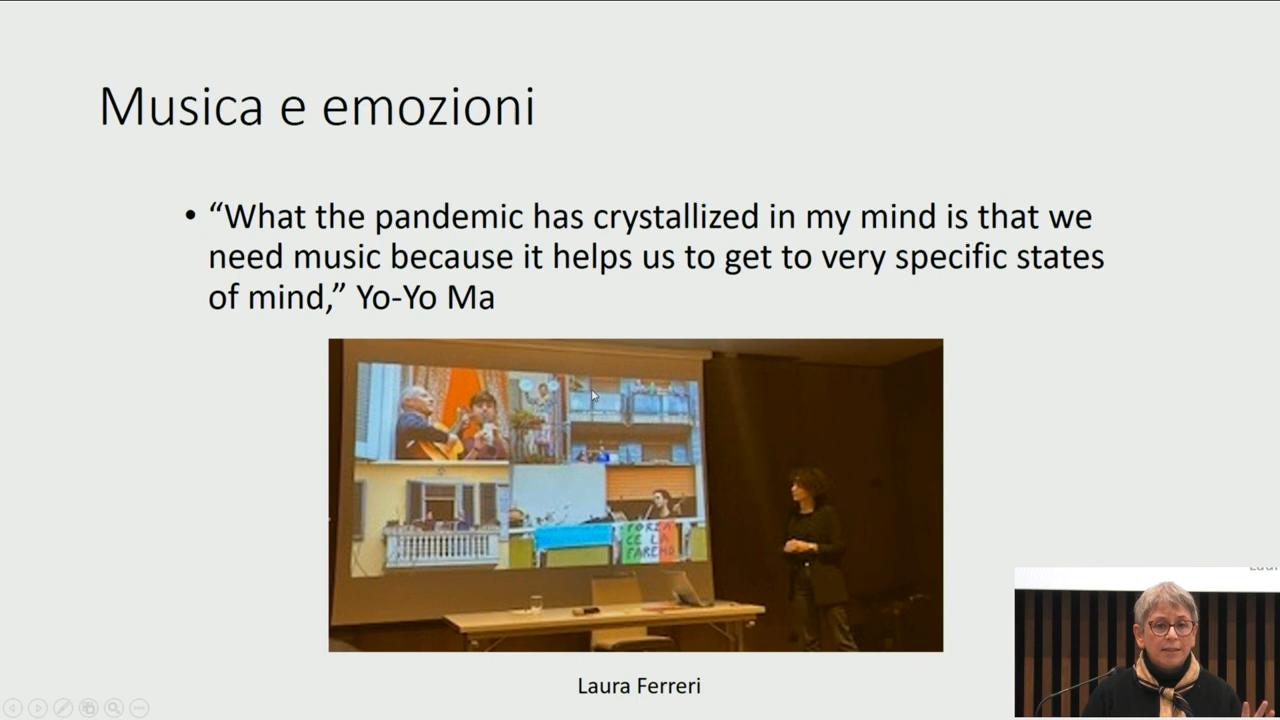 Musica e emozioni
• “What the pandemic has crystallized in my mind is that we
need music because it helps us to get to very specific states
of mind,” Yo-Yo Ma
FORZA
CE LA
FAREMO
Laura Ferreri